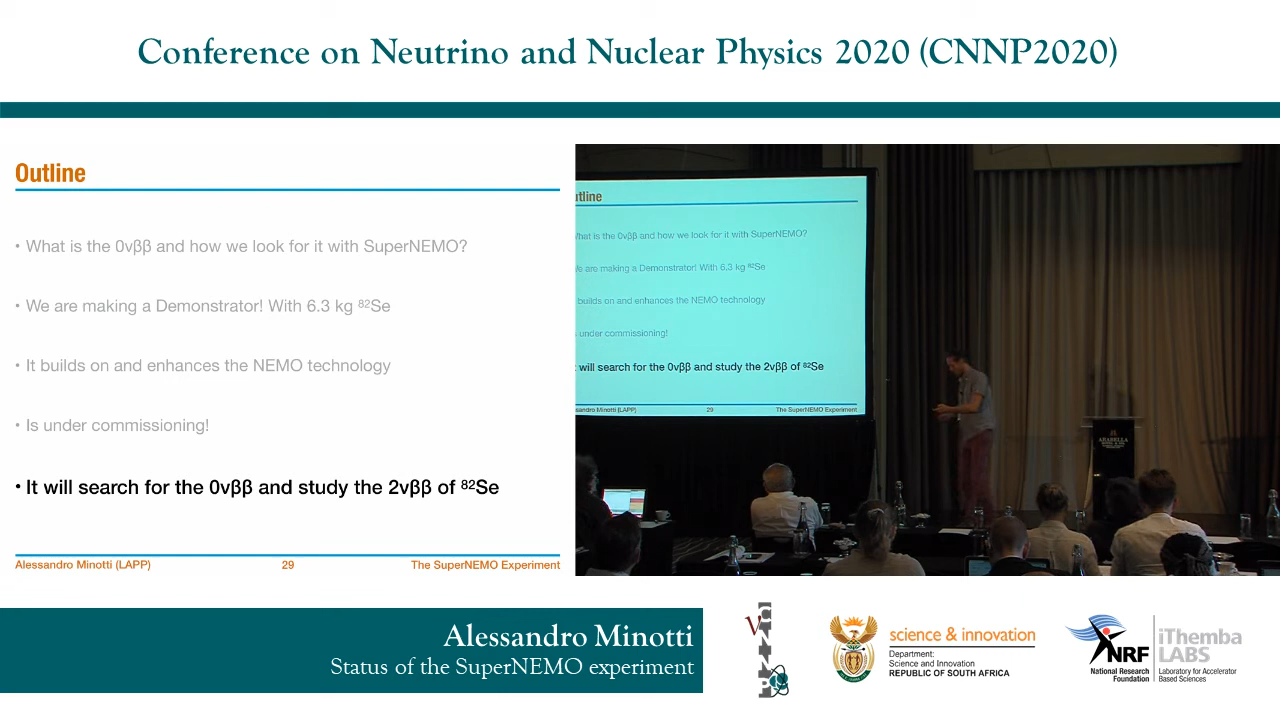 Conference on Neutrino and Nuclear Physics 2020 (CNNP2020)
Outline
• What is the 0νββ and how we look for it with SuperNEMO?
• We are making a Demonstrator! With 6.3 kg ⁸²Se
• It builds on and enhances the NEMO technology
• Is under commissioning!
• It will search for the 0νββ and study the 2νββ of ⁸²Se
Alessandro Minotti (LAPP) 29 The SuperNEMO Experiment
utline
hat is the 0νββ and how we look for it with SuperNEMO?
e are making a Demonstrator! With 6.3 kg ⁸²Se
builds on and enhances the NEMO technology
under commissioning!
will search for the 0νββ and study the 2νββ of ⁸²Se
sandro Minotti (LAPP) 29 The SuperNEMO Experiment
ARABELLA
Alessandro Minotti
Status of the SuperNEMO experiment
ν CNNP
science & innovation
Department:
Science and Innovation
REPUBLIC OF SOUTH AFRICA
NRF
National Research
Foundation
iThemba
LABS
Laboratory for Accelerator
Based Sciences